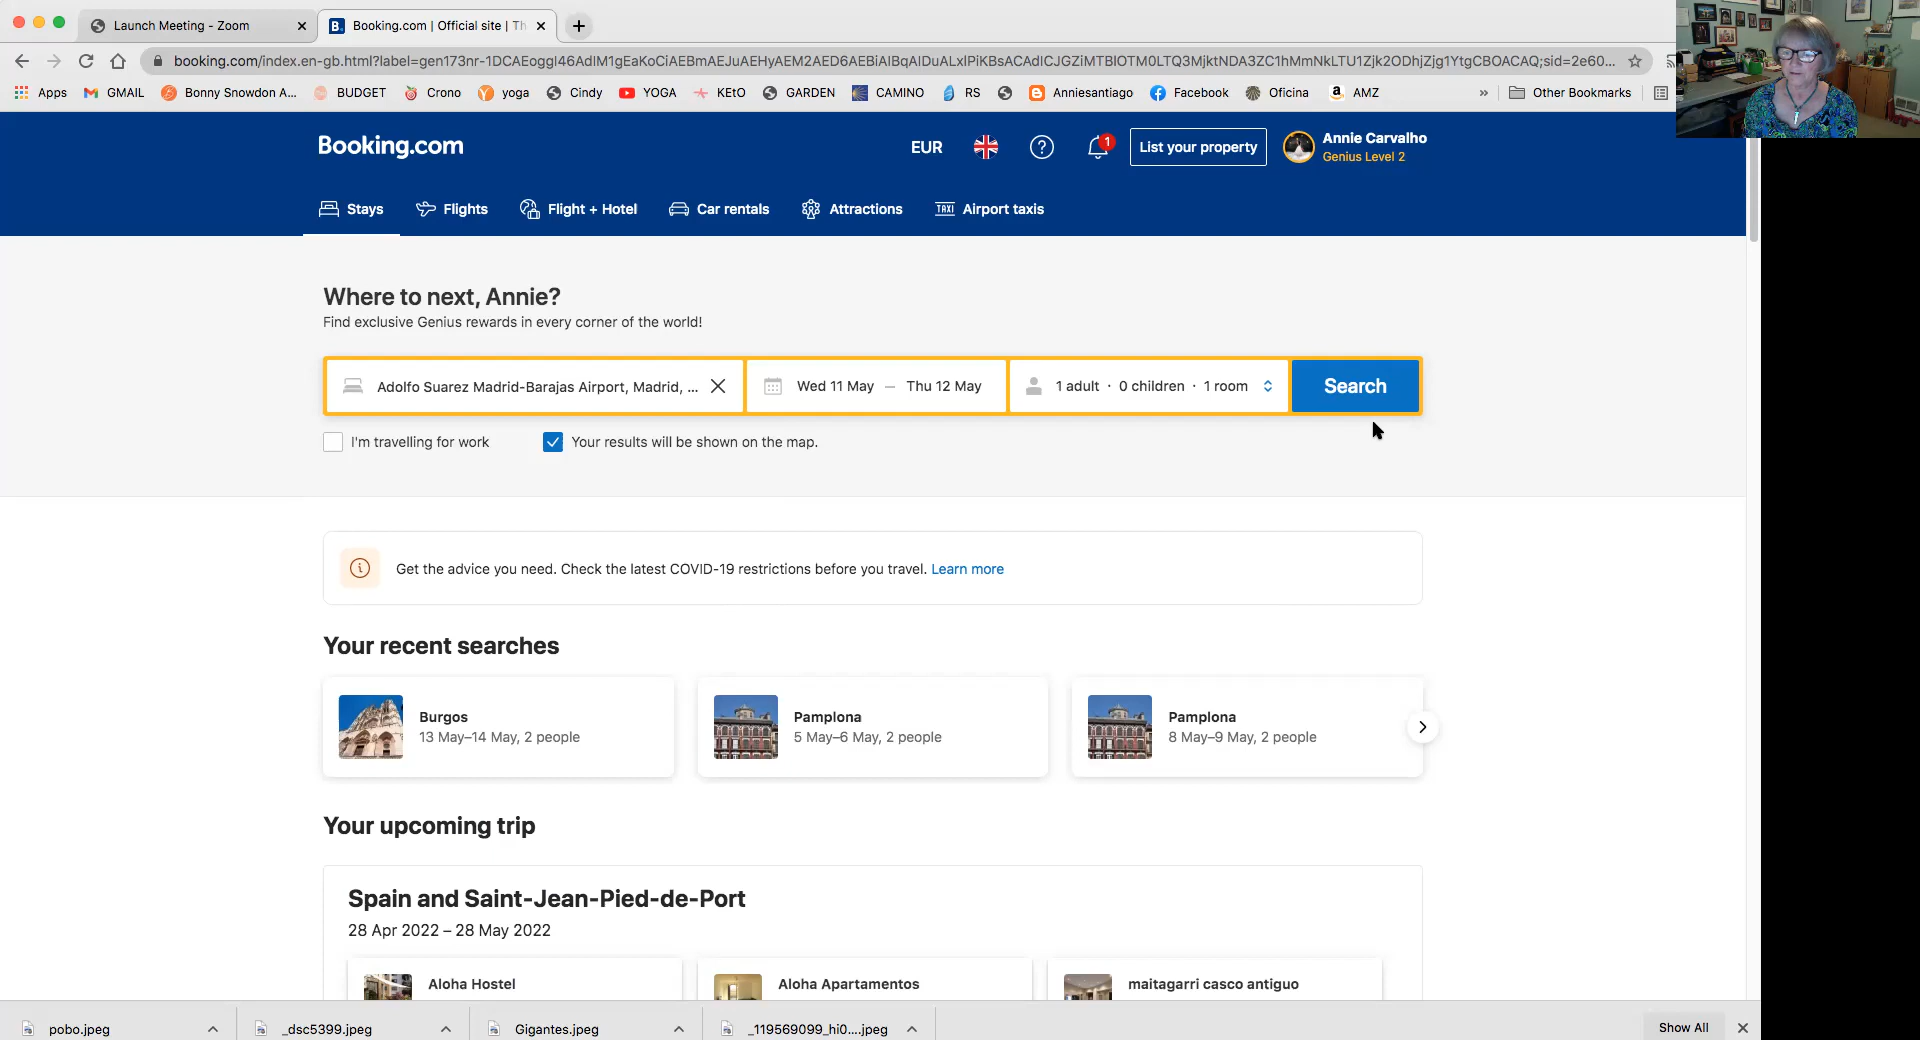 Launch Meeting - Zoom
Booking.com | Official site | Th
booking.com/index.en-gb.html?label=gen173nr-1DCAEoggI46AdIM1gEaKoCiAEBmAEJuAEHyAEM2AED6AEBiAIBqAIDuALxlPiKBsACAdICJGZiMTBlOTM0LTQ3MjktNDA3ZC1hMmNkLTU1Zjk2ODhjZjg1YtgCBOACAQ;sid=2e60...
Apps GMAIL Bonny Snowdon A... BUDGET Crono yoga Cindy YOGA KEtO GARDEN CAMINO RS Anniesantiago Facebook Oficina AMZ » Other Bookmarks
Booking.com
EUR
1
List your property
Annie Carvalho
Genius Level 2
Stays Flights Flight + Hotel Car rentals Attractions TAXI Airport taxis
Where to next, Annie?
Find exclusive Genius rewards in every corner of the world!
Adolfo Suarez Madrid-Barajas Airport, Madrid, ... Wed 11 May — Thu 12 May 1 adult · 0 children · 1 room Search
I'm travelling for work Your results will be shown on the map.
Get the advice you need. Check the latest COVID-19 restrictions before you travel. Learn more
Your recent searches
Burgos
13 May–14 May, 2 people
Pamplona
5 May–6 May, 2 people
Pamplona
8 May–9 May, 2 people
Your upcoming trip
Spain and Saint-Jean-Pied-de-Port
28 Apr 2022 – 28 May 2022
Aloha Hostel Aloha Apartamentos maitagarri casco antiguo
pobo.jpeg _dsc5399.jpeg Gigantes.jpeg _119569099_hi0....jpeg Show All